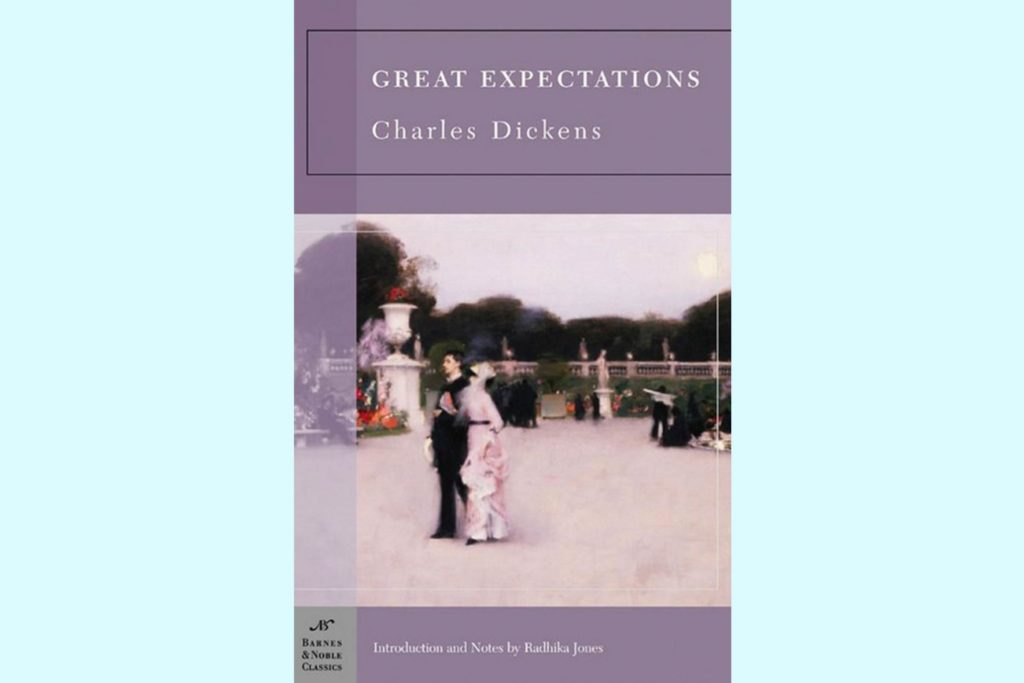 GREAT EXPECTATIONS
Charles Dickens
BARNES
& NOBLE
CLASSICS
Introduction and Notes by Radhika Jones